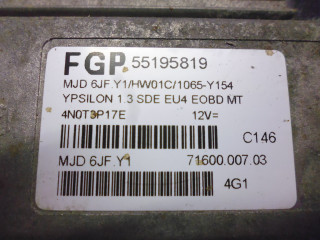 FGP 55195819
MJD 6JF.Y1/HW01C/1065-Y154
YPSILON 1.3 SDE EU4 EOBD MT
4N0T3P17E 12V=
C146
MJD 6JF.Y1 71600.007.03
4G1